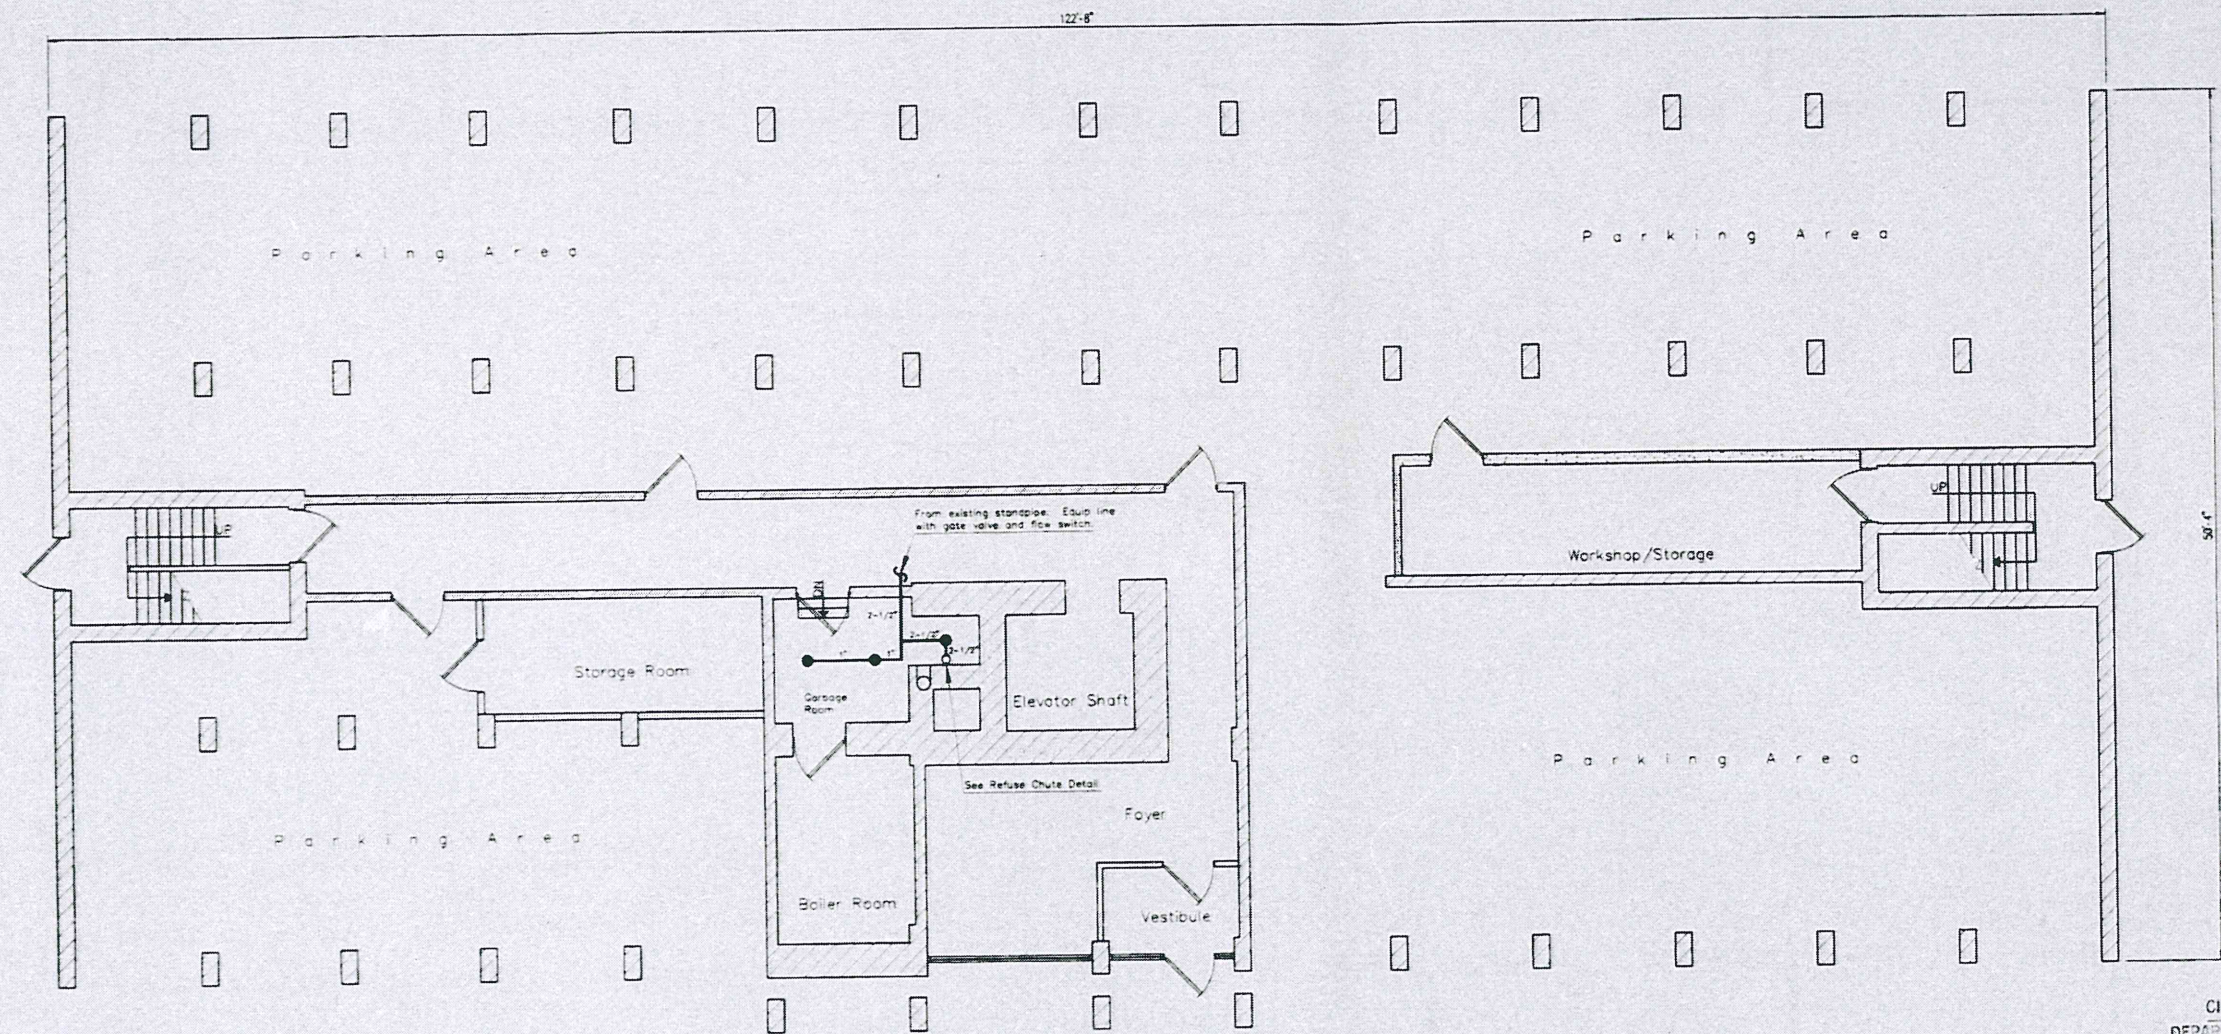 122'-8"
Parking Area
Parking Area
50'-4"
From existing standpipe. Equip line
with gate valve and flow switch.
UP
UP
Workshop/Storage
DN
2-1/2"
2-1/2"
2-1/2"
1"
1"
Storage Room
Garbage
Room
Elevator Shaft
Parking Area
See Refuse Chute Detail
Foyer
Parking Area
Boiler Room
Vestibule